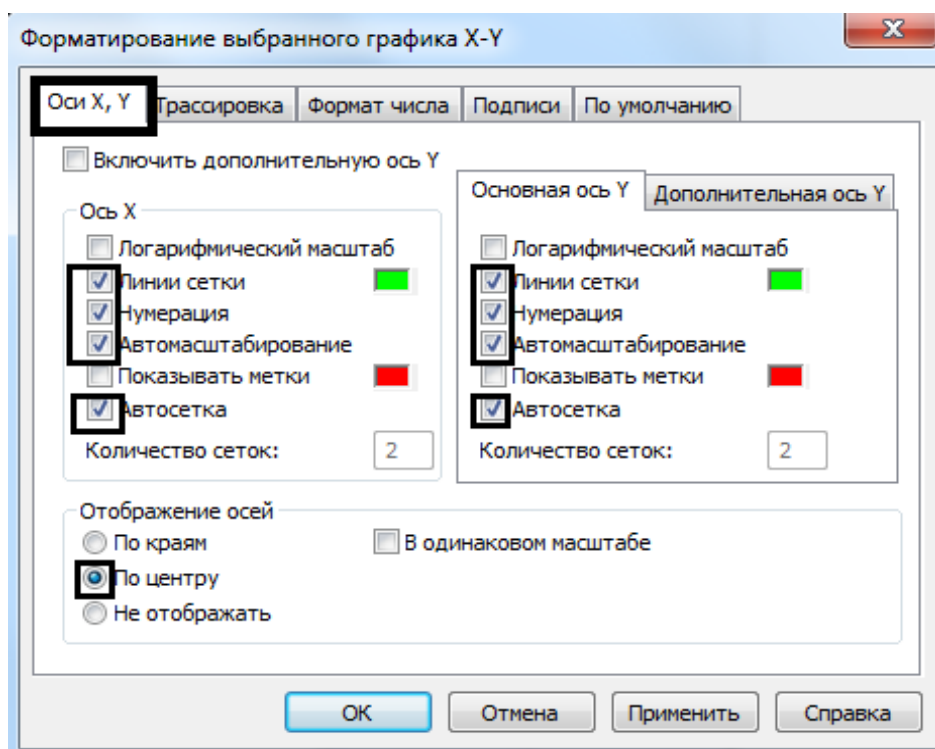 Форматирование выбранного графика X-Y
Оси X, Y
Трассировка
Формат числа
Подписи
По умолчанию
Включить дополнительную ось Y
Ось X
Логарифмический масштаб
Линии сетки
Нумерация
Автомасштабирование
Показывать метки
Автосетка
Количество сеток:
2
Основная ось Y
Дополнительная ось Y
Логарифмический масштаб
Линии сетки
Нумерация
Автомасштабирование
Показывать метки
Автосетка
Количество сеток:
2
Отображение осей
По краям
В одинаковом масштабе
По центру
Не отображать
OK
Отмена
Применить
Справка